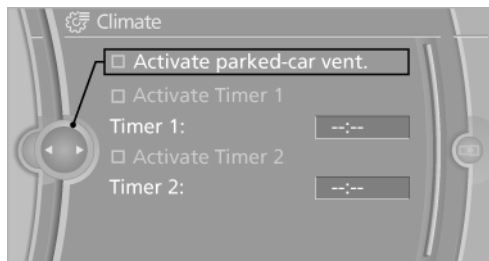 Climate
Activate parked-car vent.
Activate Timer 1
Timer 1: --:--
Activate Timer 2
Timer 2: --:--